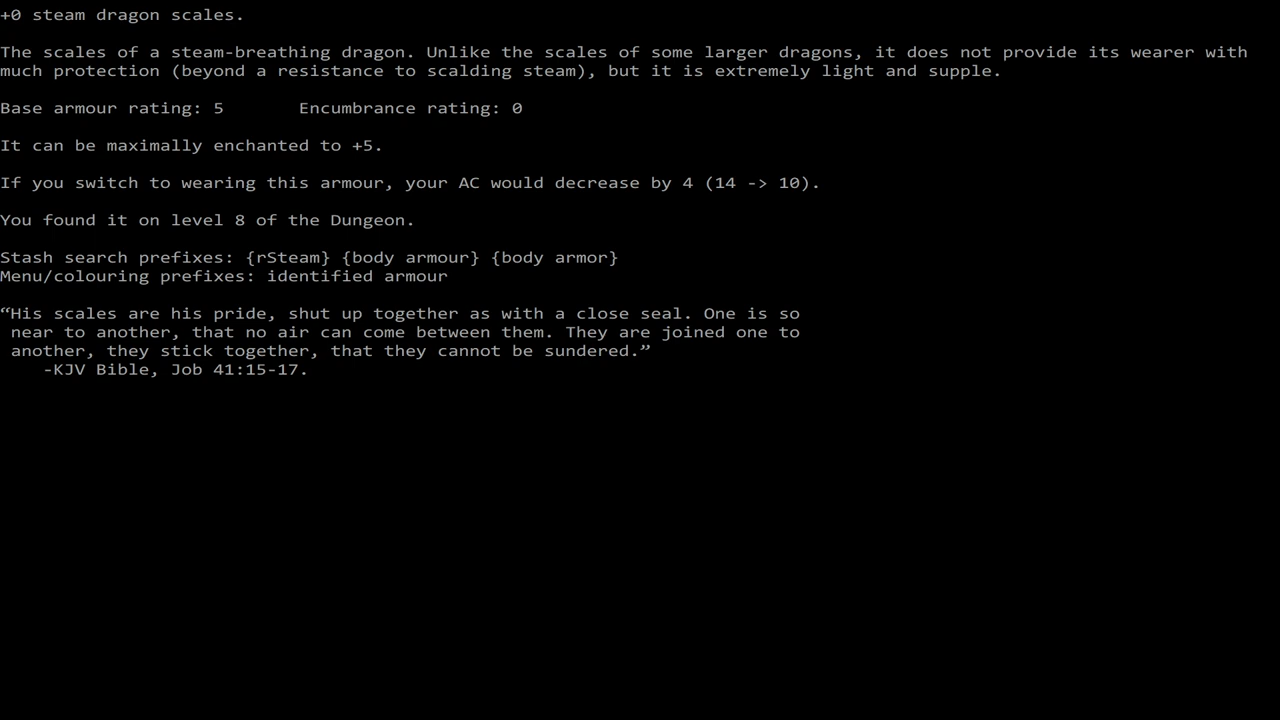 +0 steam dragon scales.
The scales of a steam-breathing dragon. Unlike the scales of some larger dragons, it does not provide its wearer with
much protection (beyond a resistance to scalding steam), but it is extremely light and supple.
Base armour rating: 5       Encumbrance rating: 0
It can be maximally enchanted to +5.
If you switch to wearing this armour, your AC would decrease by 4 (14 -> 10).
You found it on level 8 of the Dungeon.
Stash search prefixes: {rSteam} {body armour} {body armor}
Menu/colouring prefixes: identified armour
“His scales are his pride, shut up together as with a close seal. One is so
near to another, that no air can come between them. They are joined one to
another, they stick together, that they cannot be sundered.”
-KJV Bible, Job 41:15-17.